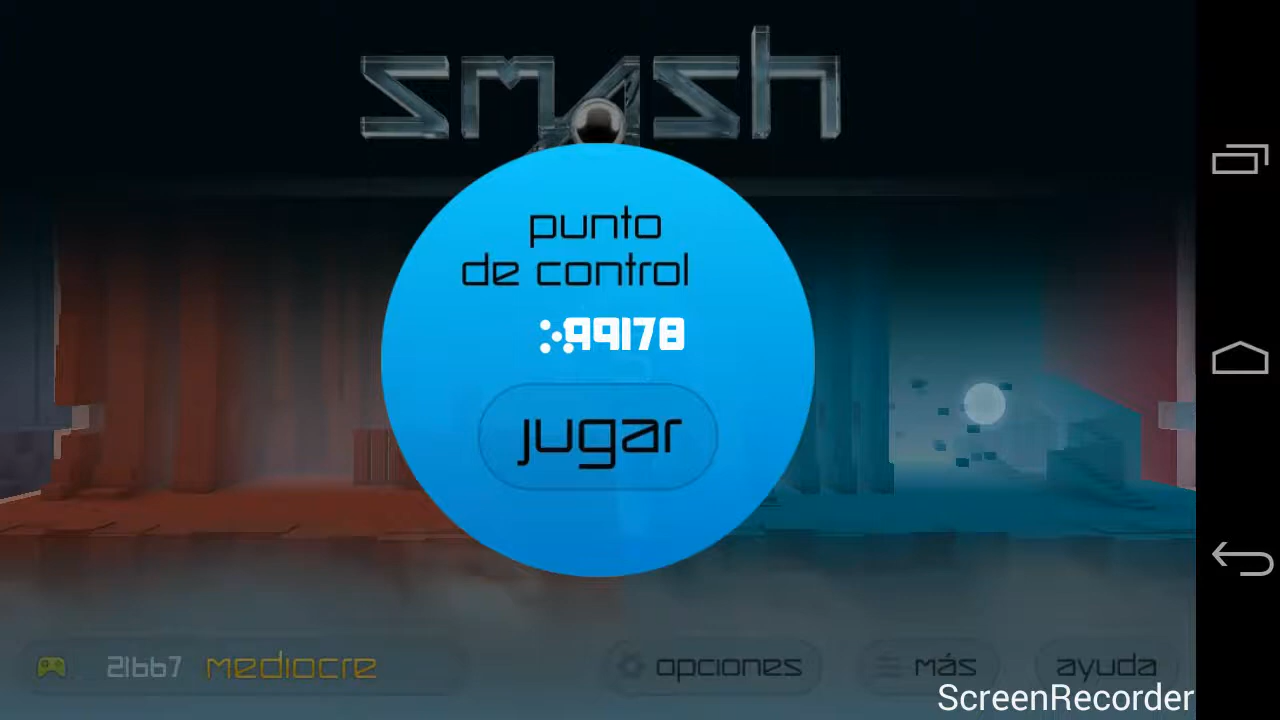 smash
punto
de control
99178
jugar
21667 mediocre
opciones
más
ayuda
ScreenRecorder